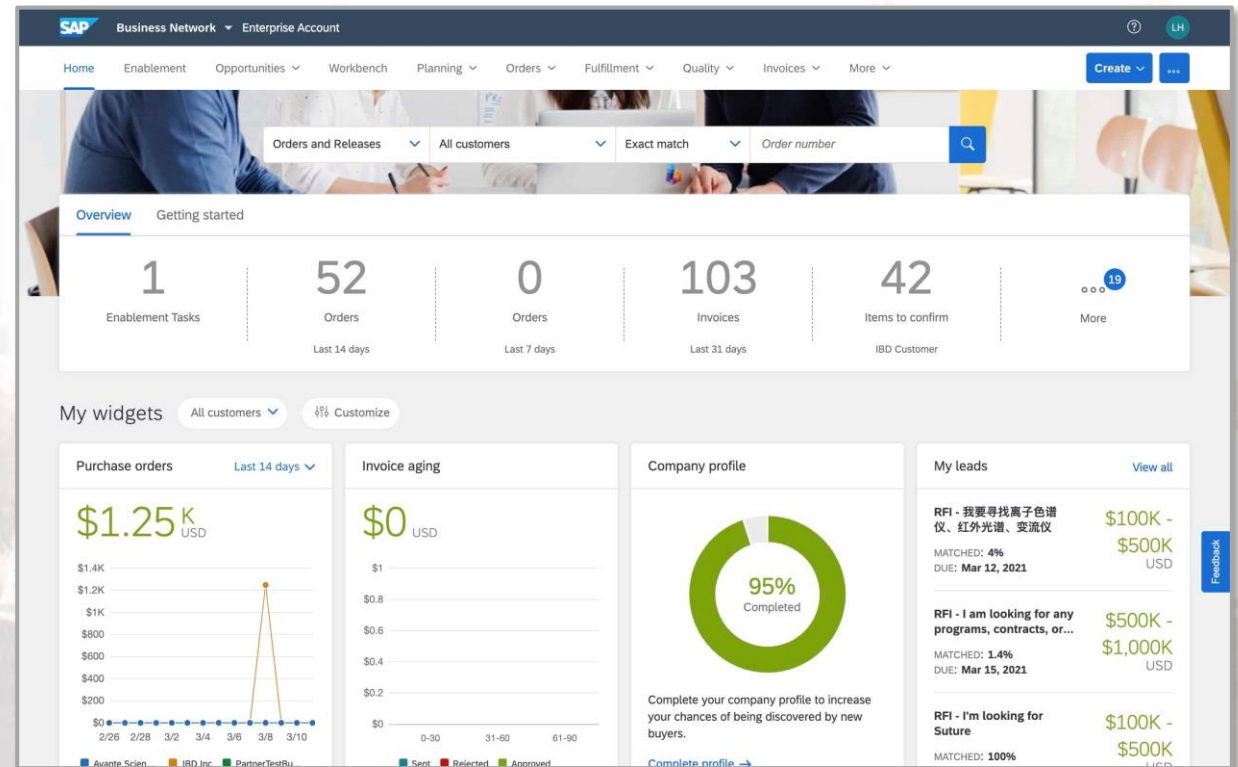 SAP Business Network Enterprise Account LH
Home Enablement Opportunities Workbench Planning Orders Fulfillment Quality Invoices More Create
Orders and Releases All customers Exact match Order number
Overview Getting started
1 52 0 103 42 19
Enablement Tasks Orders Orders Invoices Items to confirm More
Last 14 days Last 7 days Last 31 days IBD Customer
My widgets All customers Customize
Purchase orders Last 14 days
$1.25 K USD
$1.4K
$1.2K
$1K
$800
$600
$400
$200
$0
2/26 2/28 3/2 3/4 3/6 3/8 3/10
Avante Scien... IBD Inc PartnerTestBu...
Invoice aging
$0 USD
$1
$0.8
$0.6
$0.4
$0.2
$0
0-30 31-60 61-90
Sent Rejected Approved
Company profile
95%
Completed
Complete your company profile to increase
your chances of being discovered by new
buyers.
Complete profile →
My leads View all
RFI - 我要寻找离子色谱
仪、红外光谱、变流仪
MATCHED: 4%
DUE: Mar 12, 2021
$100K -
$500K
USD
RFI - I am looking for any
programs, contracts, or...
MATCHED: 1.4%
DUE: Mar 15, 2021
$500K -
$1,000K
USD
RFI - I'm looking for
Suture
MATCHED: 100%
$100K -
$500K
USD
Feedback